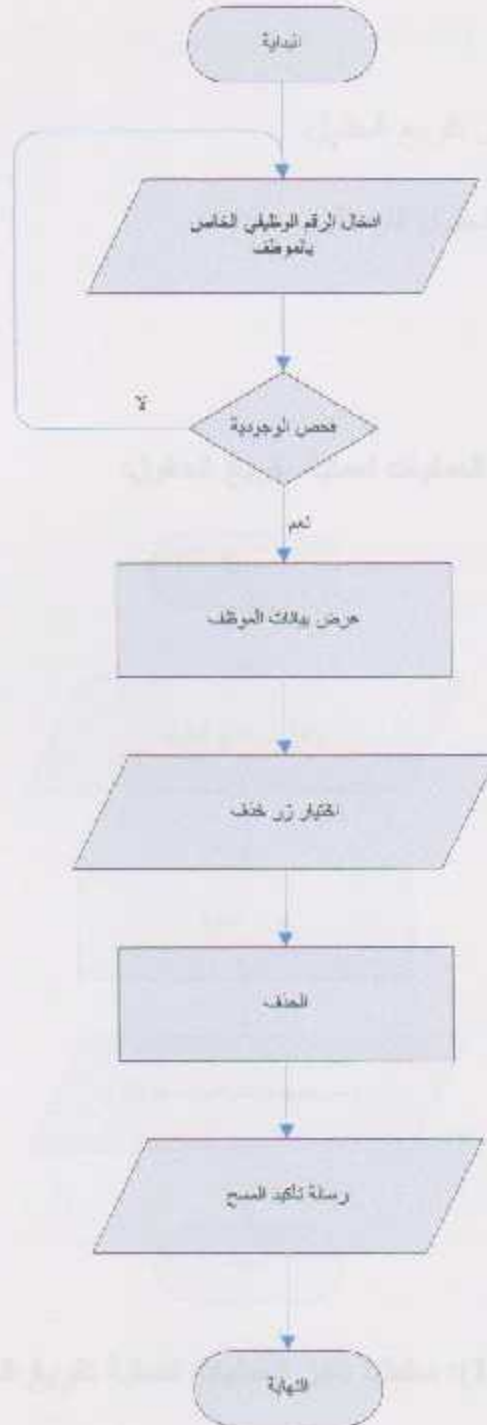 البداية
ادخال الرقم الوظيفي الخاص
بالموظف
فحص الوجودية
لا
نعم
عرض بيانات الموظف
اختيار زر حذف
الحذف
رسالة تأكيد المسح
النهاية